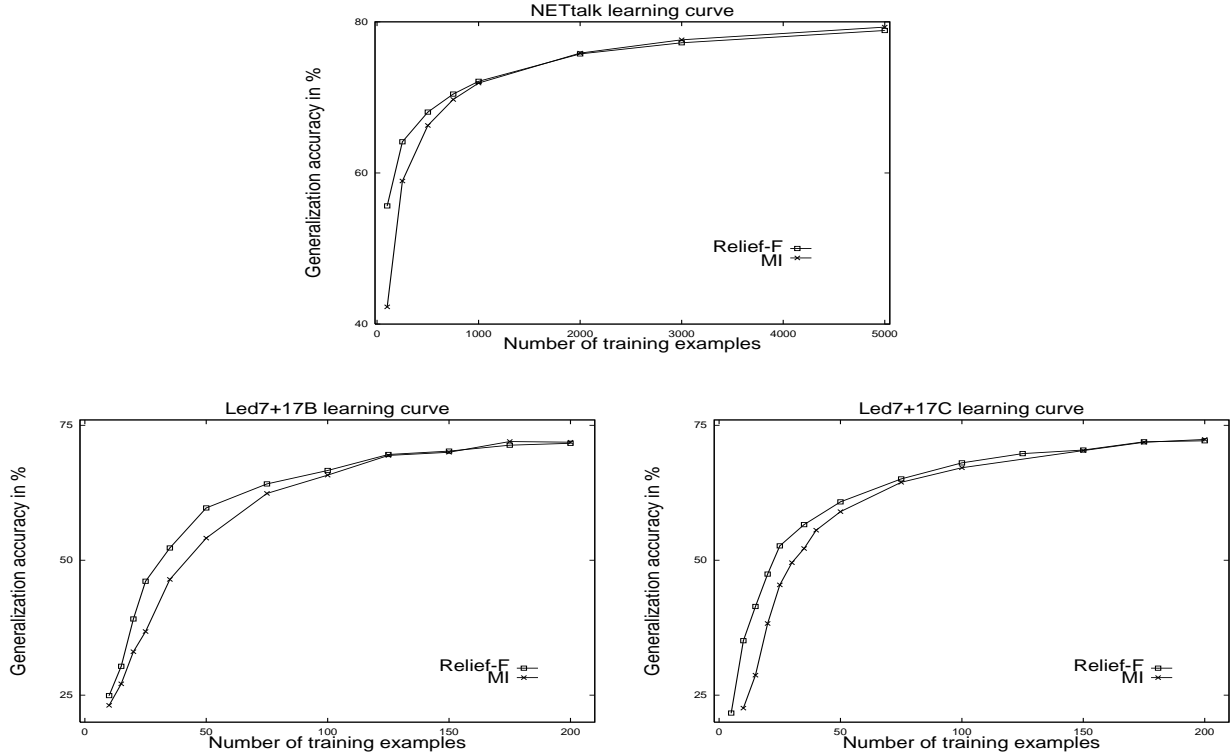 NETtalk learning curve
80
60
40
Generalization accuracy in %
Relief-F
MI
0 1000 2000 3000 4000 5000
Number of training examples
Led7+17B learning curve
75
50
25
Generalization accuracy in %
Relief-F
MI
0 50 100 150 200
Number of training examples
Led7+17C learning curve
75
50
25
Generalization accuracy in %
Relief-F
MI
0 50 100 150 200
Number of training examples